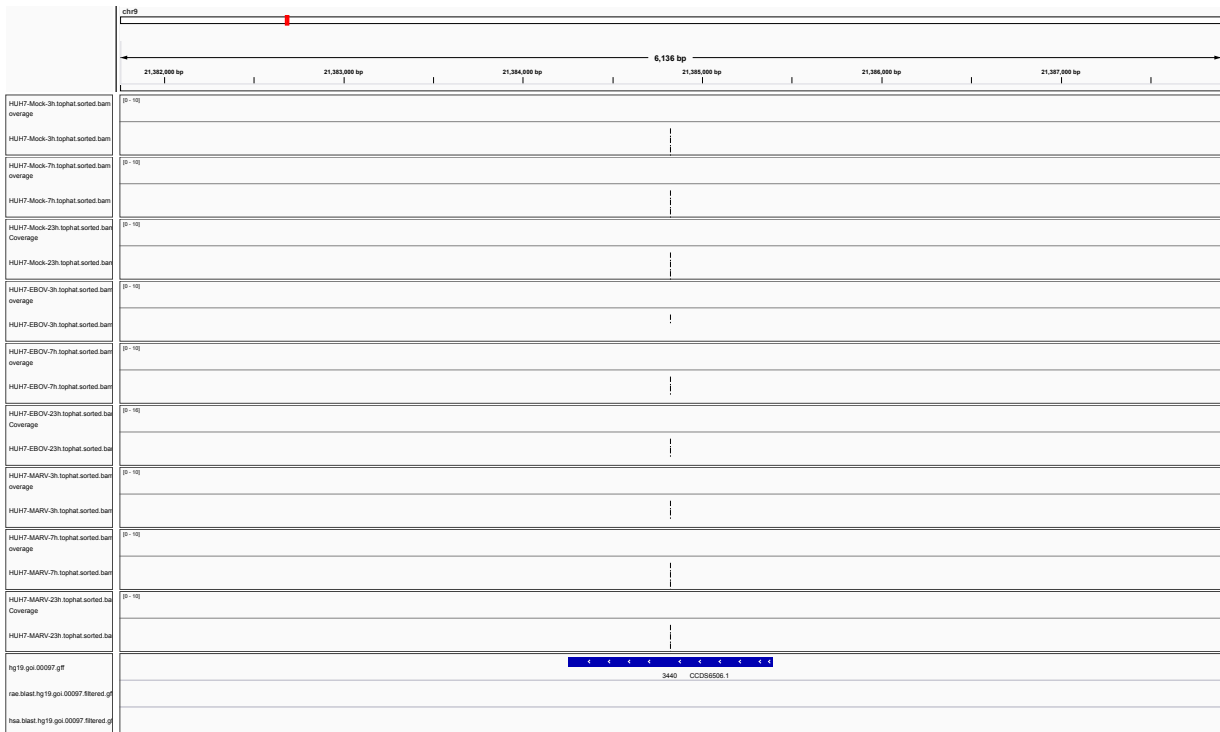 chr9
6,136 bp
21,382,000 bp 21,383,000 bp 21,384,000 bp 21,385,000 bp 21,386,000 bp 21,387,000 bp
HUH7-Mock-3h.tophat.sorted.bam
overage
[0 - 10]
HUH7-Mock-3h.tophat.sorted.bam
HUH7-Mock-7h.tophat.sorted.bam
overage
[0 - 10]
HUH7-Mock-7h.tophat.sorted.bam
HUH7-Mock-23h.tophat.sorted.ban
Coverage
[0 - 10]
HUH7-Mock-23h.tophat.sorted.ban
HUH7-EBOV-3h.tophat.sorted.bam
overage
[0 - 10]
HUH7-EBOV-3h.tophat.sorted.bam
HUH7-EBOV-7h.tophat.sorted.bam
overage
[0 - 10]
HUH7-EBOV-7h.tophat.sorted.bam
HUH7-EBOV-23h.tophat.sorted.ba
Coverage
[0 - 10]
HUH7-EBOV-23h.tophat.sorted.ba
HUH7-MARV-3h.tophat.sorted.bam
overage
[0 - 10]
HUH7-MARV-3h.tophat.sorted.bam
HUH7-MARV-7h.tophat.sorted.bam
overage
[0 - 10]
HUH7-MARV-7h.tophat.sorted.bam
HUH7-MARV-23h.tophat.sorted.ba
Coverage
[0 - 10]
HUH7-MARV-23h.tophat.sorted.ba
hg19.goi.00097.gff
3440 CCDS6506.1
rae.blast.hg19.goi.00097.filtered.gf
hsa.blast.hg19.goi.00097.filtered.gf